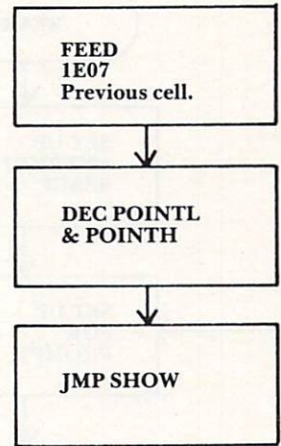 FEED
1E07
Previous cell.
DEC POINTL
& POINTH
JMP SHOW